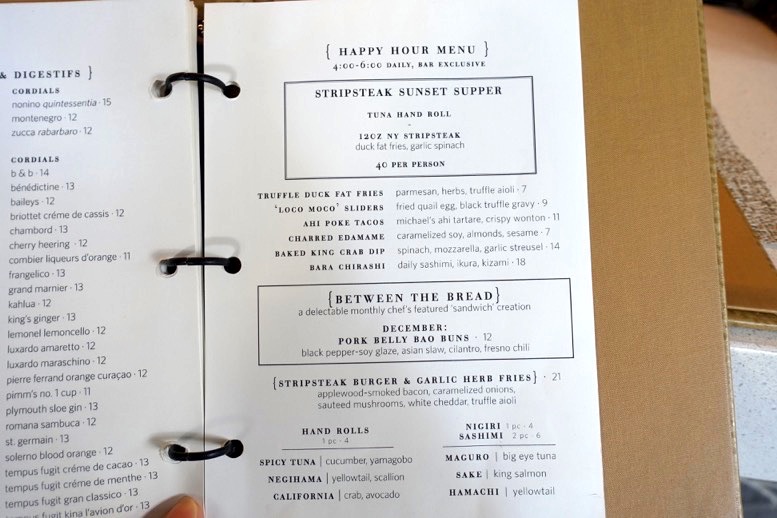 & DIGESTIFS }
CORDIALS
nonino quintessentia · 15
montenegro · 12
zucca rabarbaro · 12
CORDIALS
b & b · 14
bénédictine · 13
baileys · 12
briottet créme de cassis · 12
chambord · 13
cherry heering · 12
combier liqueurs d'orange · 11
frangelico · 13
grand marnier · 13
kahlua · 12
king's ginger · 13
lemonel lemoncello · 12
luxardo amaretto · 12
luxardo maraschino · 12
pierre ferrand orange curaçao · 12
pimm's no. 1 cup · 11
plymouth sloe gin · 13
romana sambuca · 12
st. germain · 13
solerno blood orange · 12
tempus fugit créme de cacao · 13
tempus fugit créme de menthe · 13
tempus fugit gran classico · 13
tempus fugit kina l'avion d'or · 13
{ HAPPY HOUR MENU }
4:00-6:00 DAILY, BAR EXCLUSIVE
STRIPSTEAK SUNSET SUPPER
TUNA HAND ROLL
-
12OZ NY STRIPSTEAK
duck fat fries, garlic spinach
40 PER PERSON
TRUFFLE DUCK FAT FRIES parmesan, herbs, truffle aioli · 7
'LOCO MOCO' SLIDERS fried quail egg, black truffle gravy · 9
AHI POKE TACOS michael's ahi tartare, crispy wonton · 11
CHARRED EDAMAME caramelized soy, almonds, sesame · 7
BAKED KING CRAB DIP spinach, mozzarella, garlic streusel · 14
BARA CHIRASHI daily sashimi, ikura, kizami · 18
{BETWEEN THE BREAD}
a delectable monthly chef's featured 'sandwich' creation
DECEMBER:
PORK BELLY BAO BUNS · 12
black pepper-soy glaze, asian slaw, cilantro, fresno chili
{STRIPSTEAK BURGER & GARLIC HERB FRIES} · 21
applewood-smoked bacon, caramelized onions,
sauteed mushrooms, white cheddar, truffle aioli
HAND ROLLS
1 pc · 4
SPICY TUNA | cucumber, yamagobo
NEGIHAMA | yellowtail, scallion
CALIFORNIA | crab, avocado
NIGIRI 1 pc · 4
SASHIMI 2 pc · 6
MAGURO | big eye tuna
SAKE | king salmon
HAMACHI | yellowtail